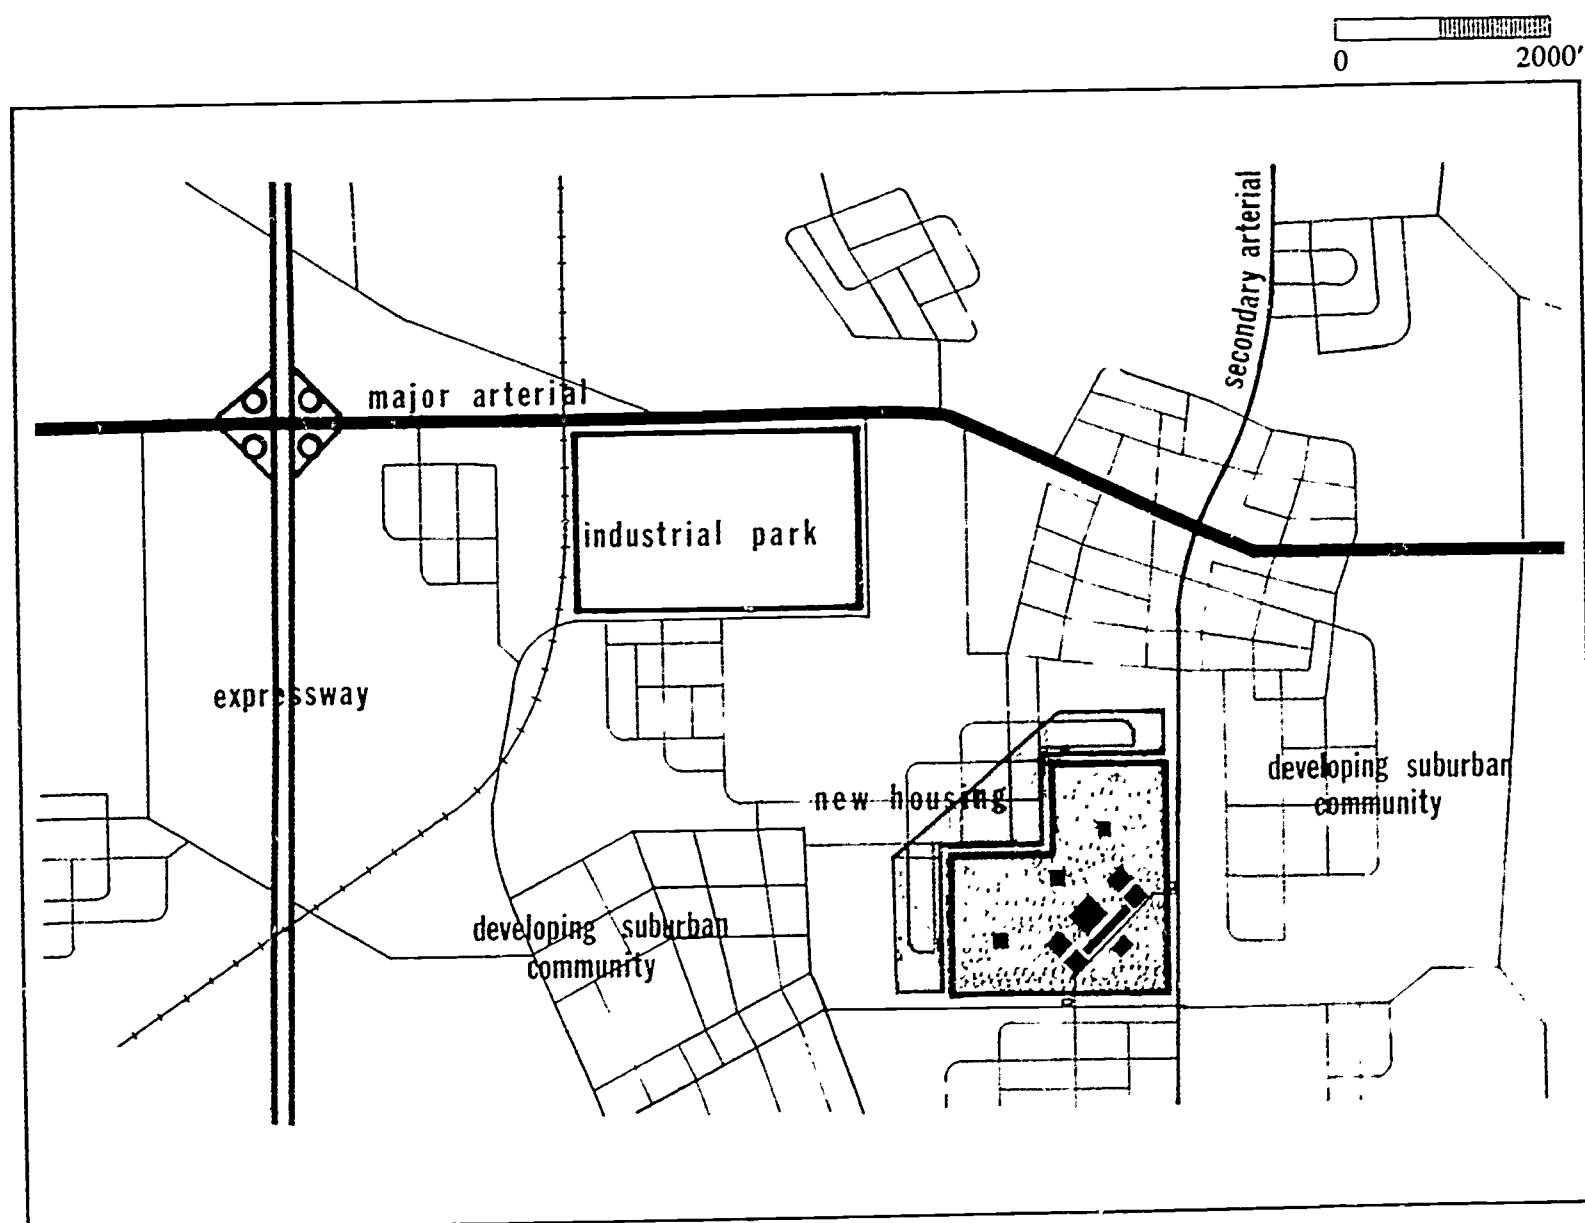 0 2000'
secondary arterial
major arterial
industrial park
expressway
new housing
developing suburban
community
developing suburban
community